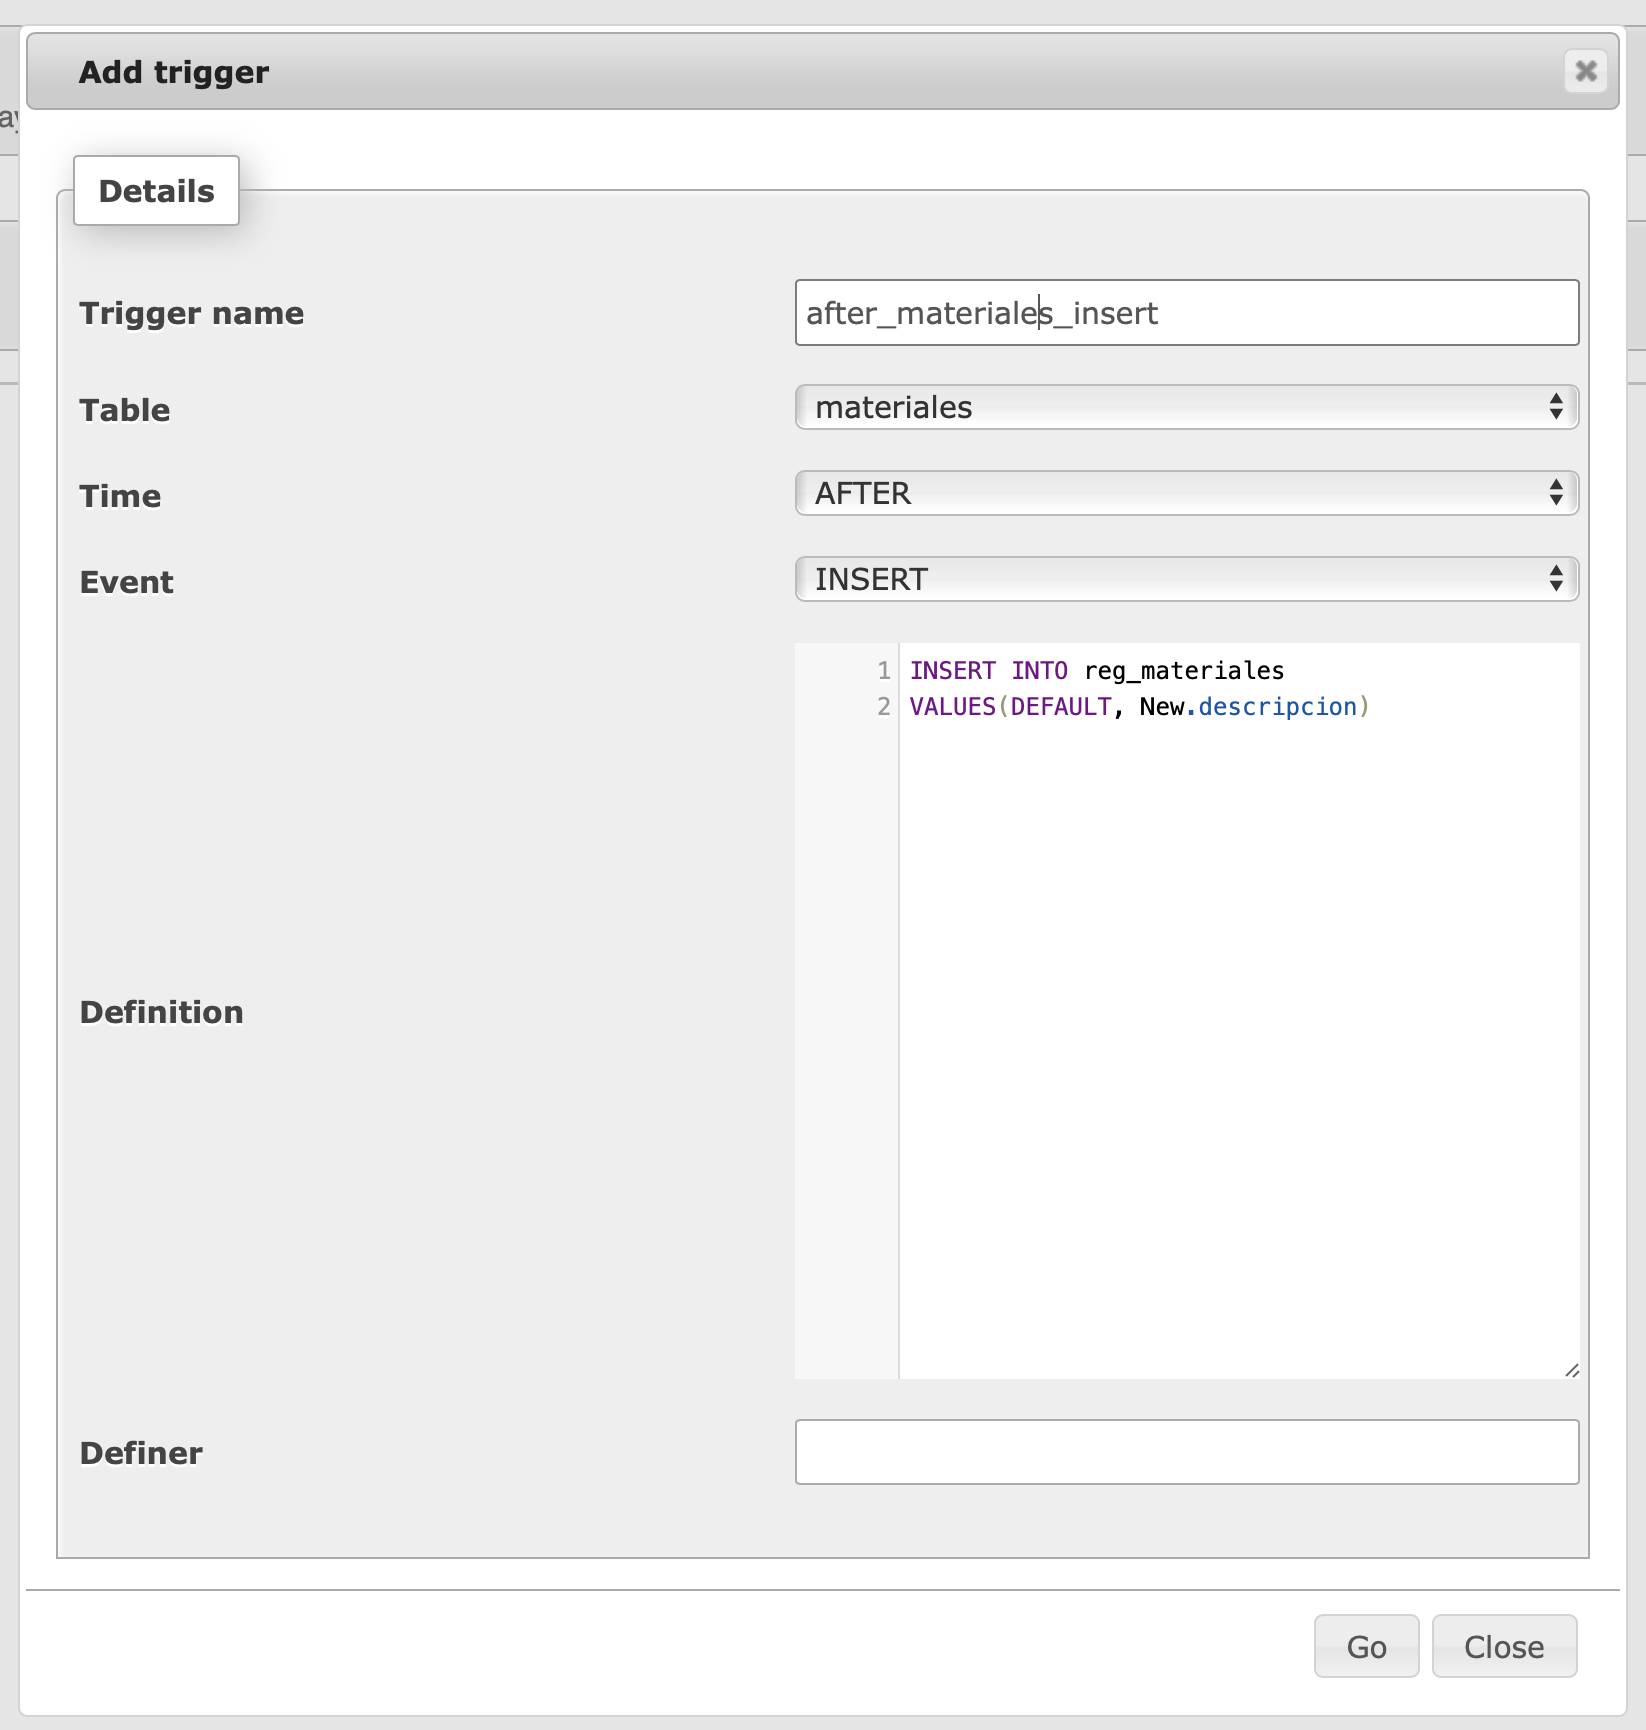 Add trigger
Details
Trigger name
after_materiales_insert
Table
materiales
Time
AFTER
Event
INSERT
Definition
1 INSERT INTO reg_materiales
2 VALUES(DEFAULT, New.descripcion)
Definer
Go
Close